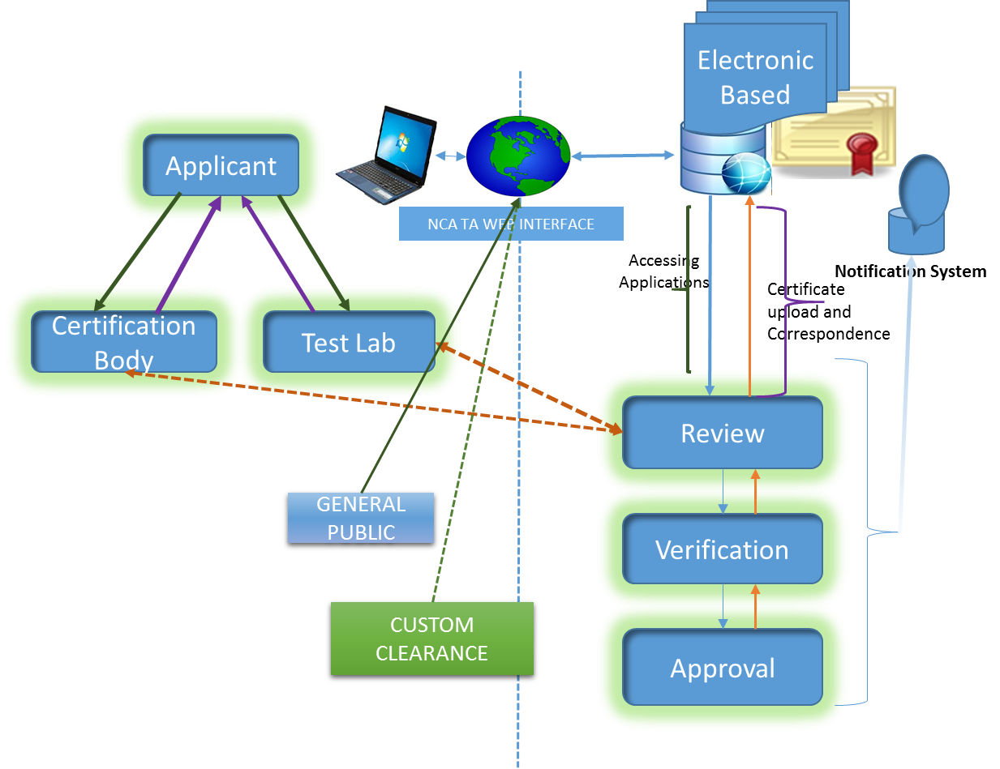 Electronic
Based
Applicant
NCA TA WEB INTERFACE
Accessing
Applications
Notification System
Certificate
upload and
Correspondence
Certification
Body
Test Lab
Review
GENERAL
PUBLIC
Verification
CUSTOM
CLEARANCE
Approval